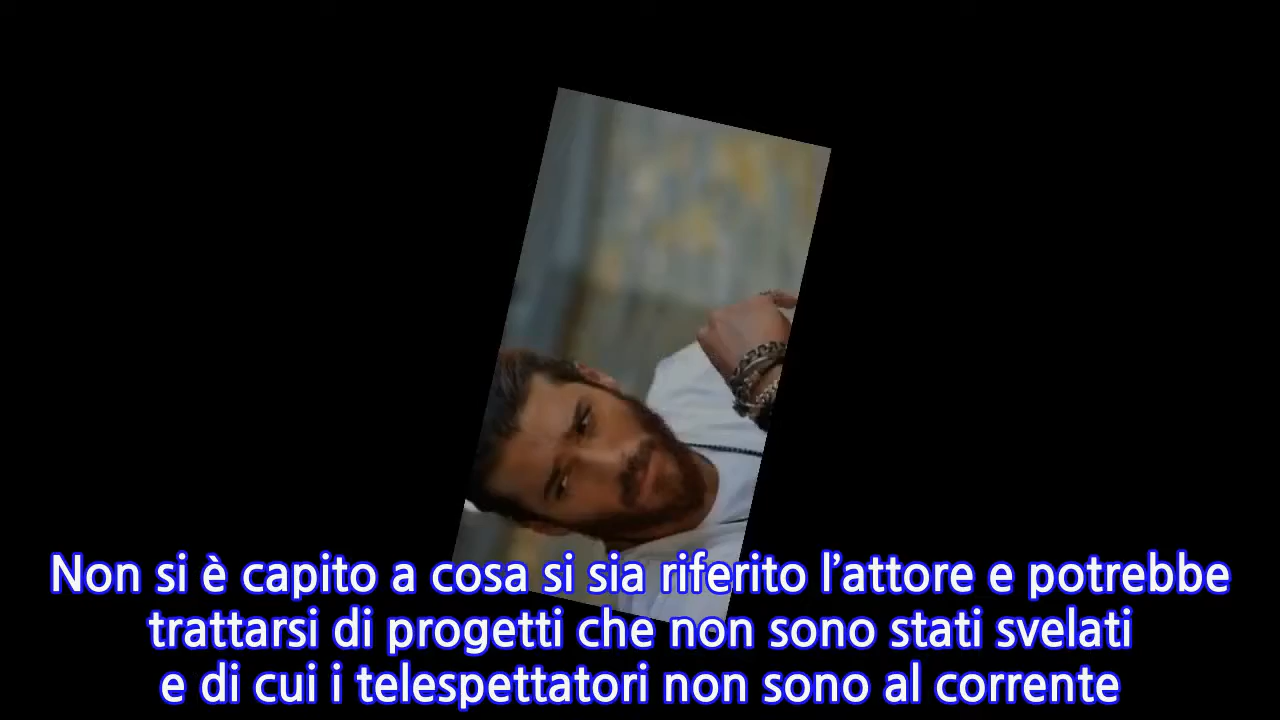 Non si è capito a cosa si sia riferito l’attore e potrebbe
trattarsi di progetti che non sono stati svelati
e di cui i telespettatori non sono al corrente